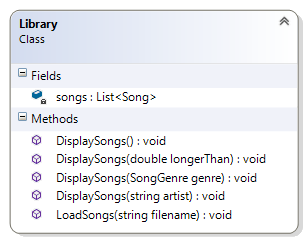 Library
Class
Fields
songs : List<Song>
Methods
DisplaySongs() : void
DisplaySongs(double longerThan) : void
DisplaySongs(SongGenre genre) : void
DisplaySongs(string artist) : void
LoadSongs(string filename) : void